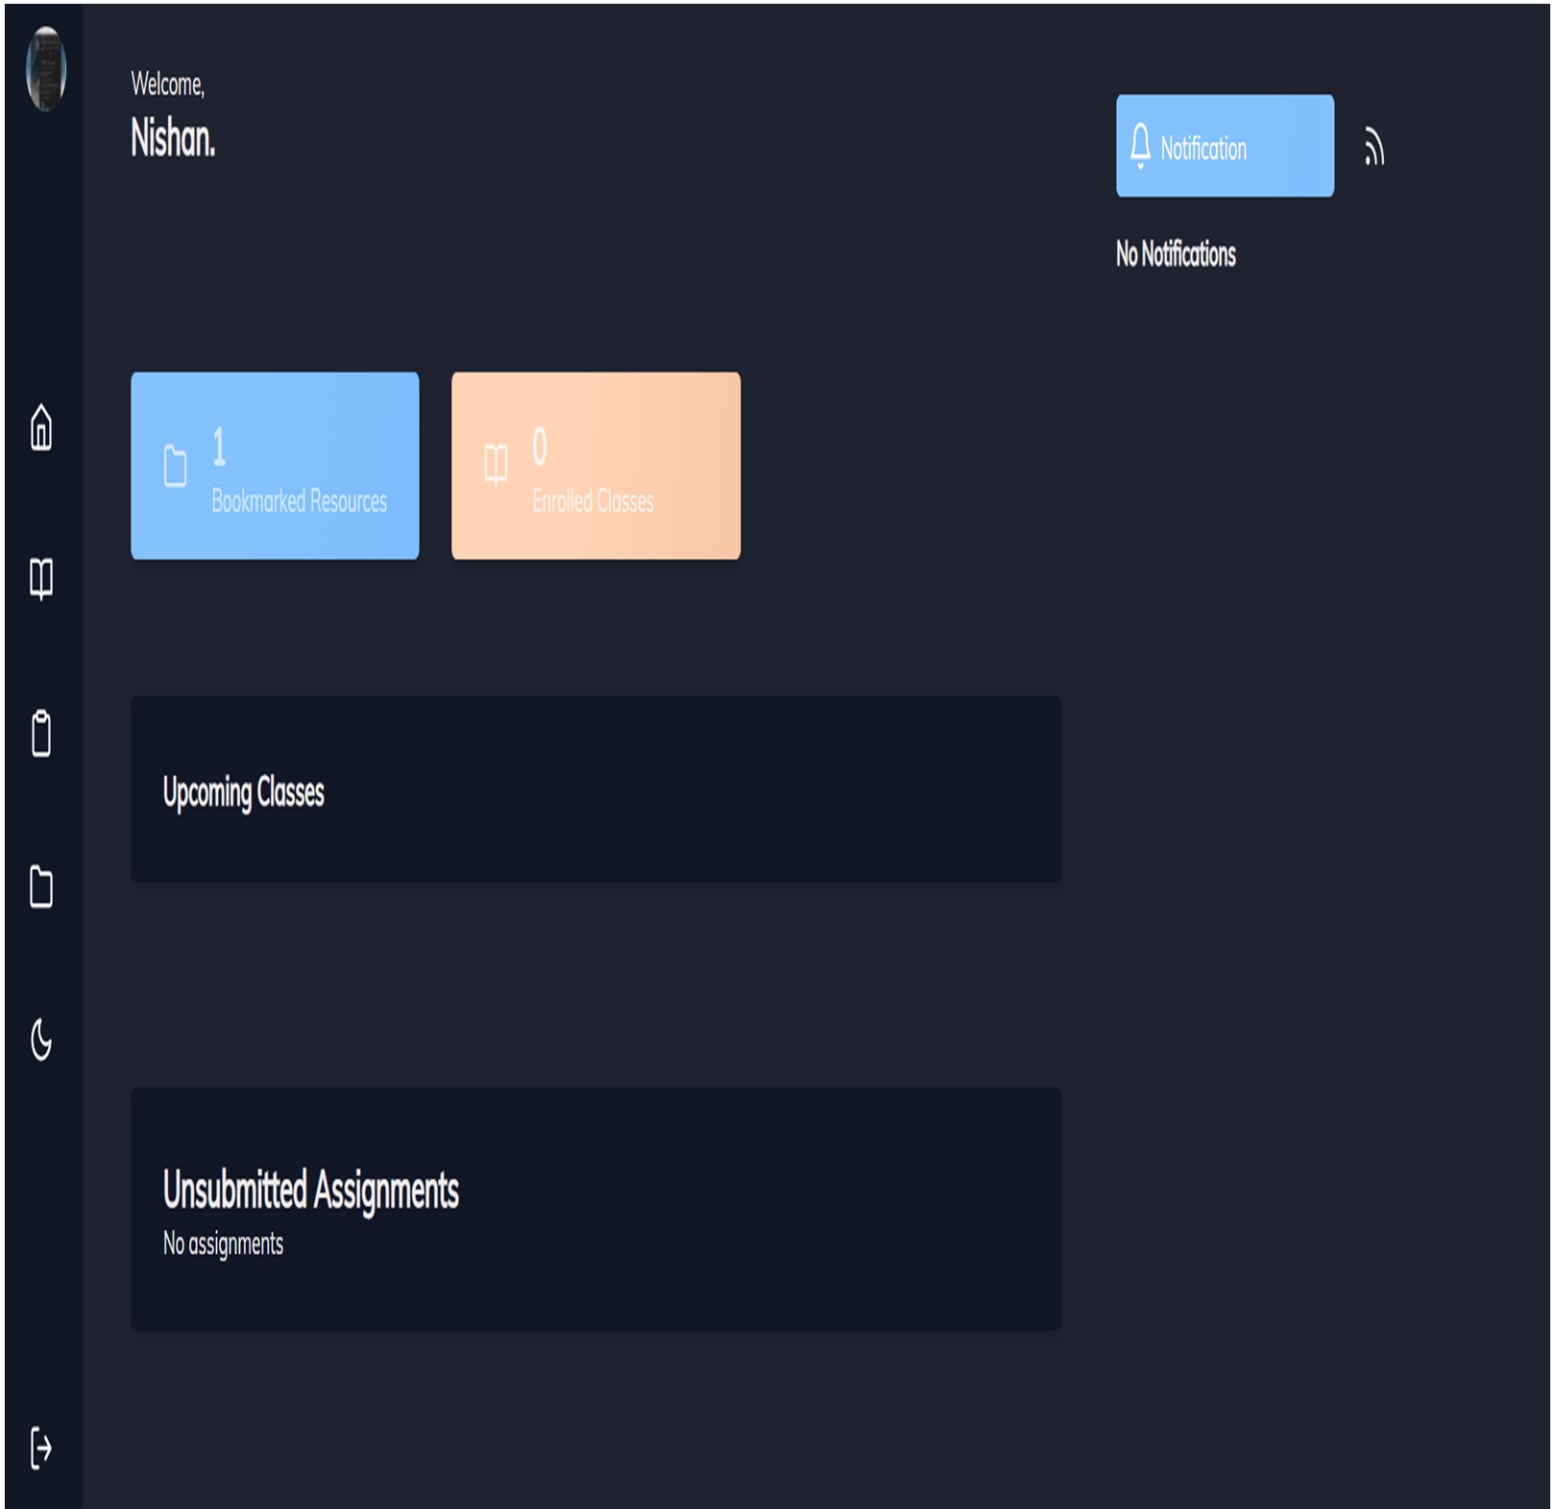 Welcome,
Nishan.
Notification
No Notifications
1
Bookmarked Resources
0
Enrolled Classes
Upcoming Classes
Unsubmitted Assignments
No assignments